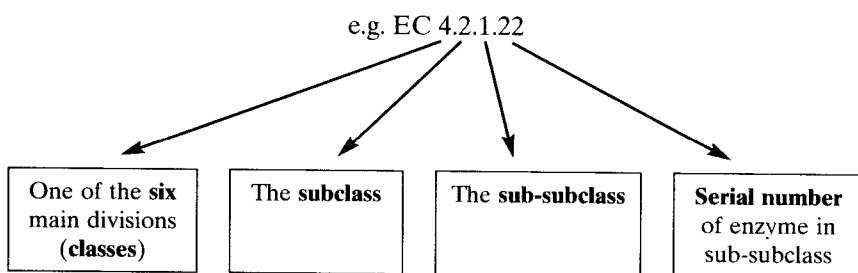 e.g. EC 4.2.1.22
One of the six
main divisions
(classes)
The subclass
The sub-subclass
Serial number
of enzyme in
sub-subclass